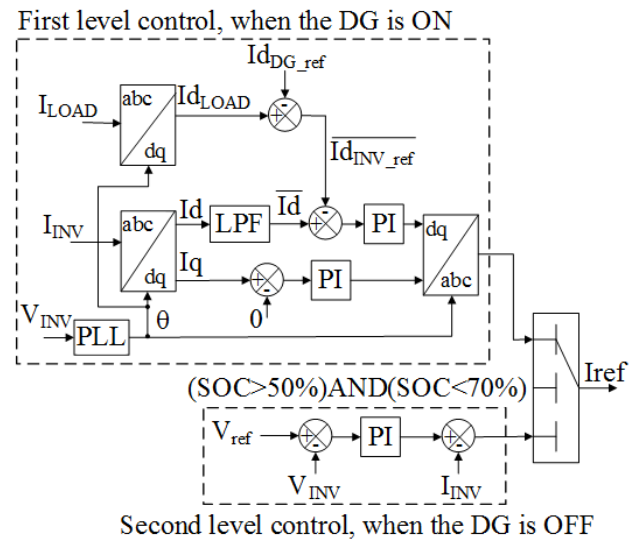 First level control, when the DG is ON
Id_DG_ref
I_LOAD
abc
dq
Id_LOAD
-
+
Id_INV_ref
I_INV
abc
dq
Id
LPF
Id
-
+
PI
dq
abc
Iq
+
-
PI
0
V_INV
PLL
θ
(SOC>50%)AND(SOC<70%)
Iref
V_ref
+
-
PI
+
-
V_INV
I_INV
Second level control, when the DG is OFF